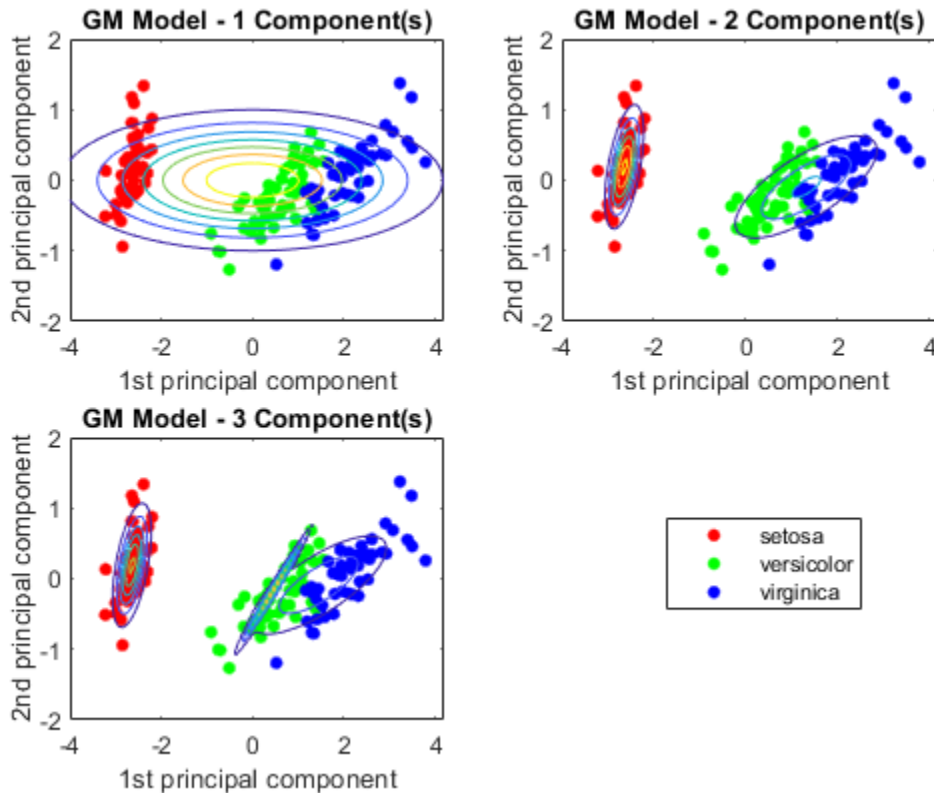 GM Model - 1 Component(s)
2
1
0
-1
-2
2nd principal component
-4 -2 0 2 4
1st principal component
GM Model - 2 Component(s)
2
1
0
-1
-2
2nd principal component
-4 -2 0 2 4
1st principal component
GM Model - 3 Component(s)
2
1
0
-1
-2
2nd principal component
-4 -2 0 2 4
1st principal component
setosa
versicolor
virginica